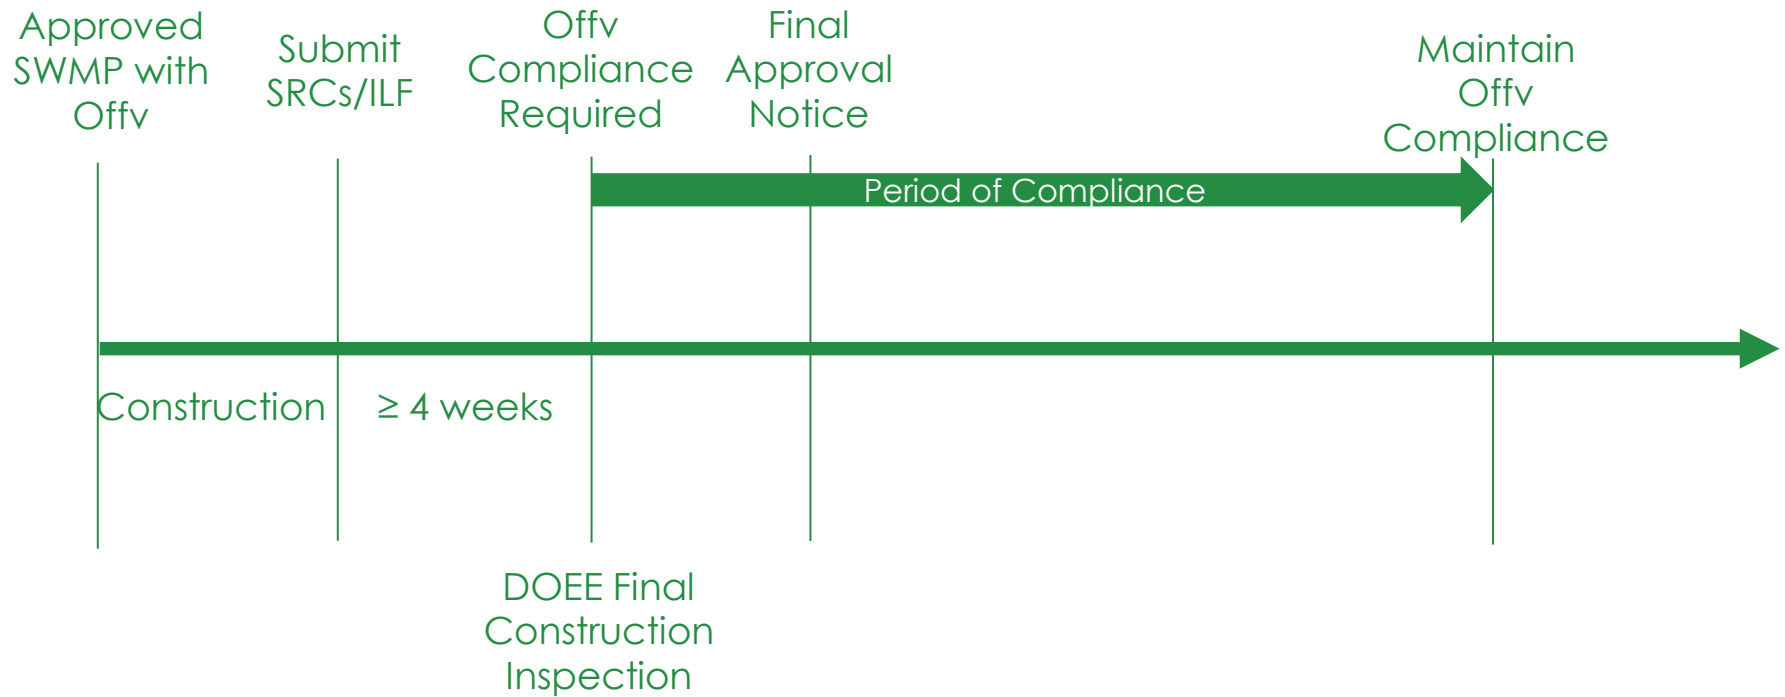 Approved
SWMP with
Offv
Submit
SRCs/ILF
Offv
Compliance
Required
Final
Approval
Notice
Maintain
Offv
Compliance
Period of Compliance
Construction
≥ 4 weeks
DOEE Final
Construction
Inspection